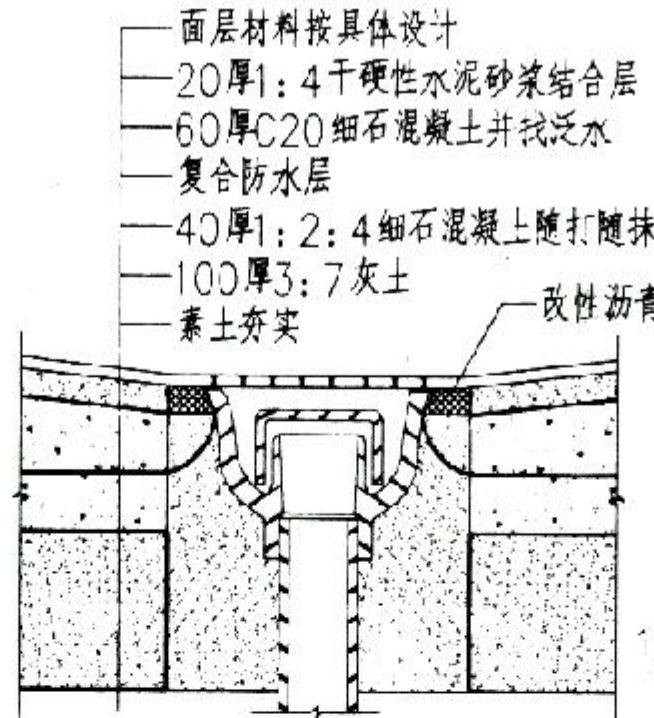 面层材料按具体设计
20厚1:4干硬性水泥砂浆结合层
60厚C20细石混凝土并找泛水
复合防水层
40厚1:2:4细石混凝土随打随抹
100厚3:7灰土
改性沥青
素土夯实